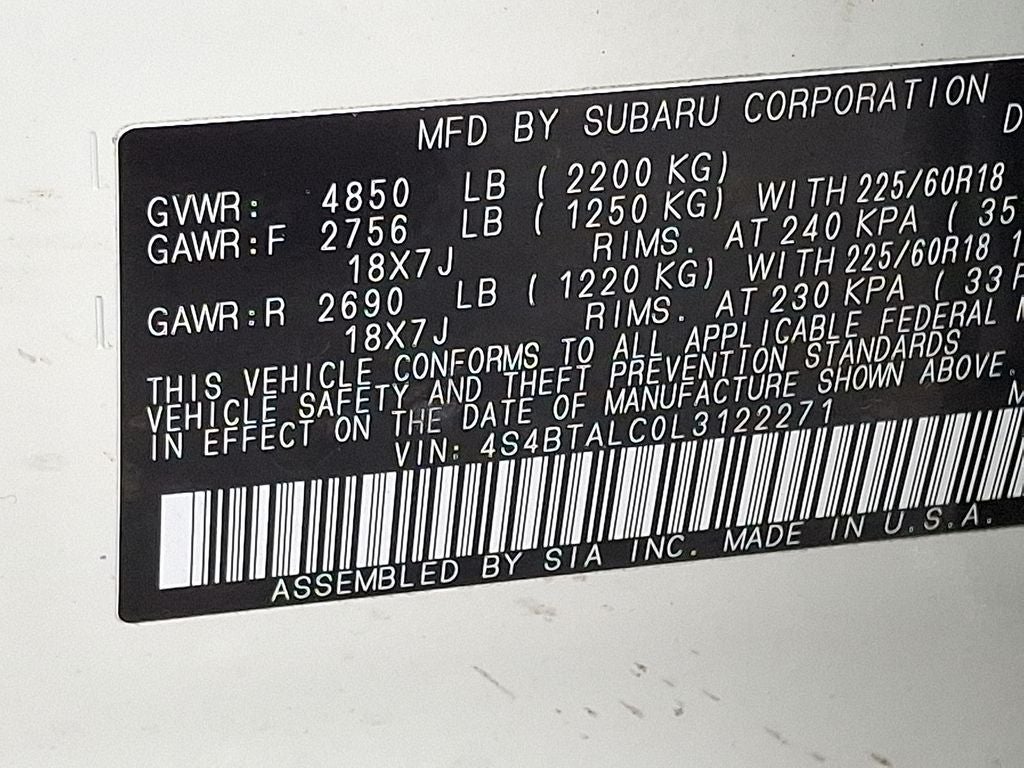 MFD BY SUBARU CORPORATION D
GVWR: 4850 LB ( 2200 KG)
GAWR:F 2756 LB ( 1250 KG) WITH 225/60R18
18X7J RIMS. AT 240 KPA ( 35
GAWR:R 2690 LB ( 1220 KG) WITH 225/60R18 1
18X7J RIMS. AT 230 KPA ( 33 P
THIS VEHICLE CONFORMS TO ALL APPLICABLE FEDERAL M
VEHICLE SAFETY AND THEFT PREVENTION STANDARDS
IN EFFECT ON THE DATE OF MANUFACTURE SHOWN ABOVE.
VIN: 4S4BTALC0L3122271 M
ASSEMBLED BY SIA INC. MADE IN U.S.A.